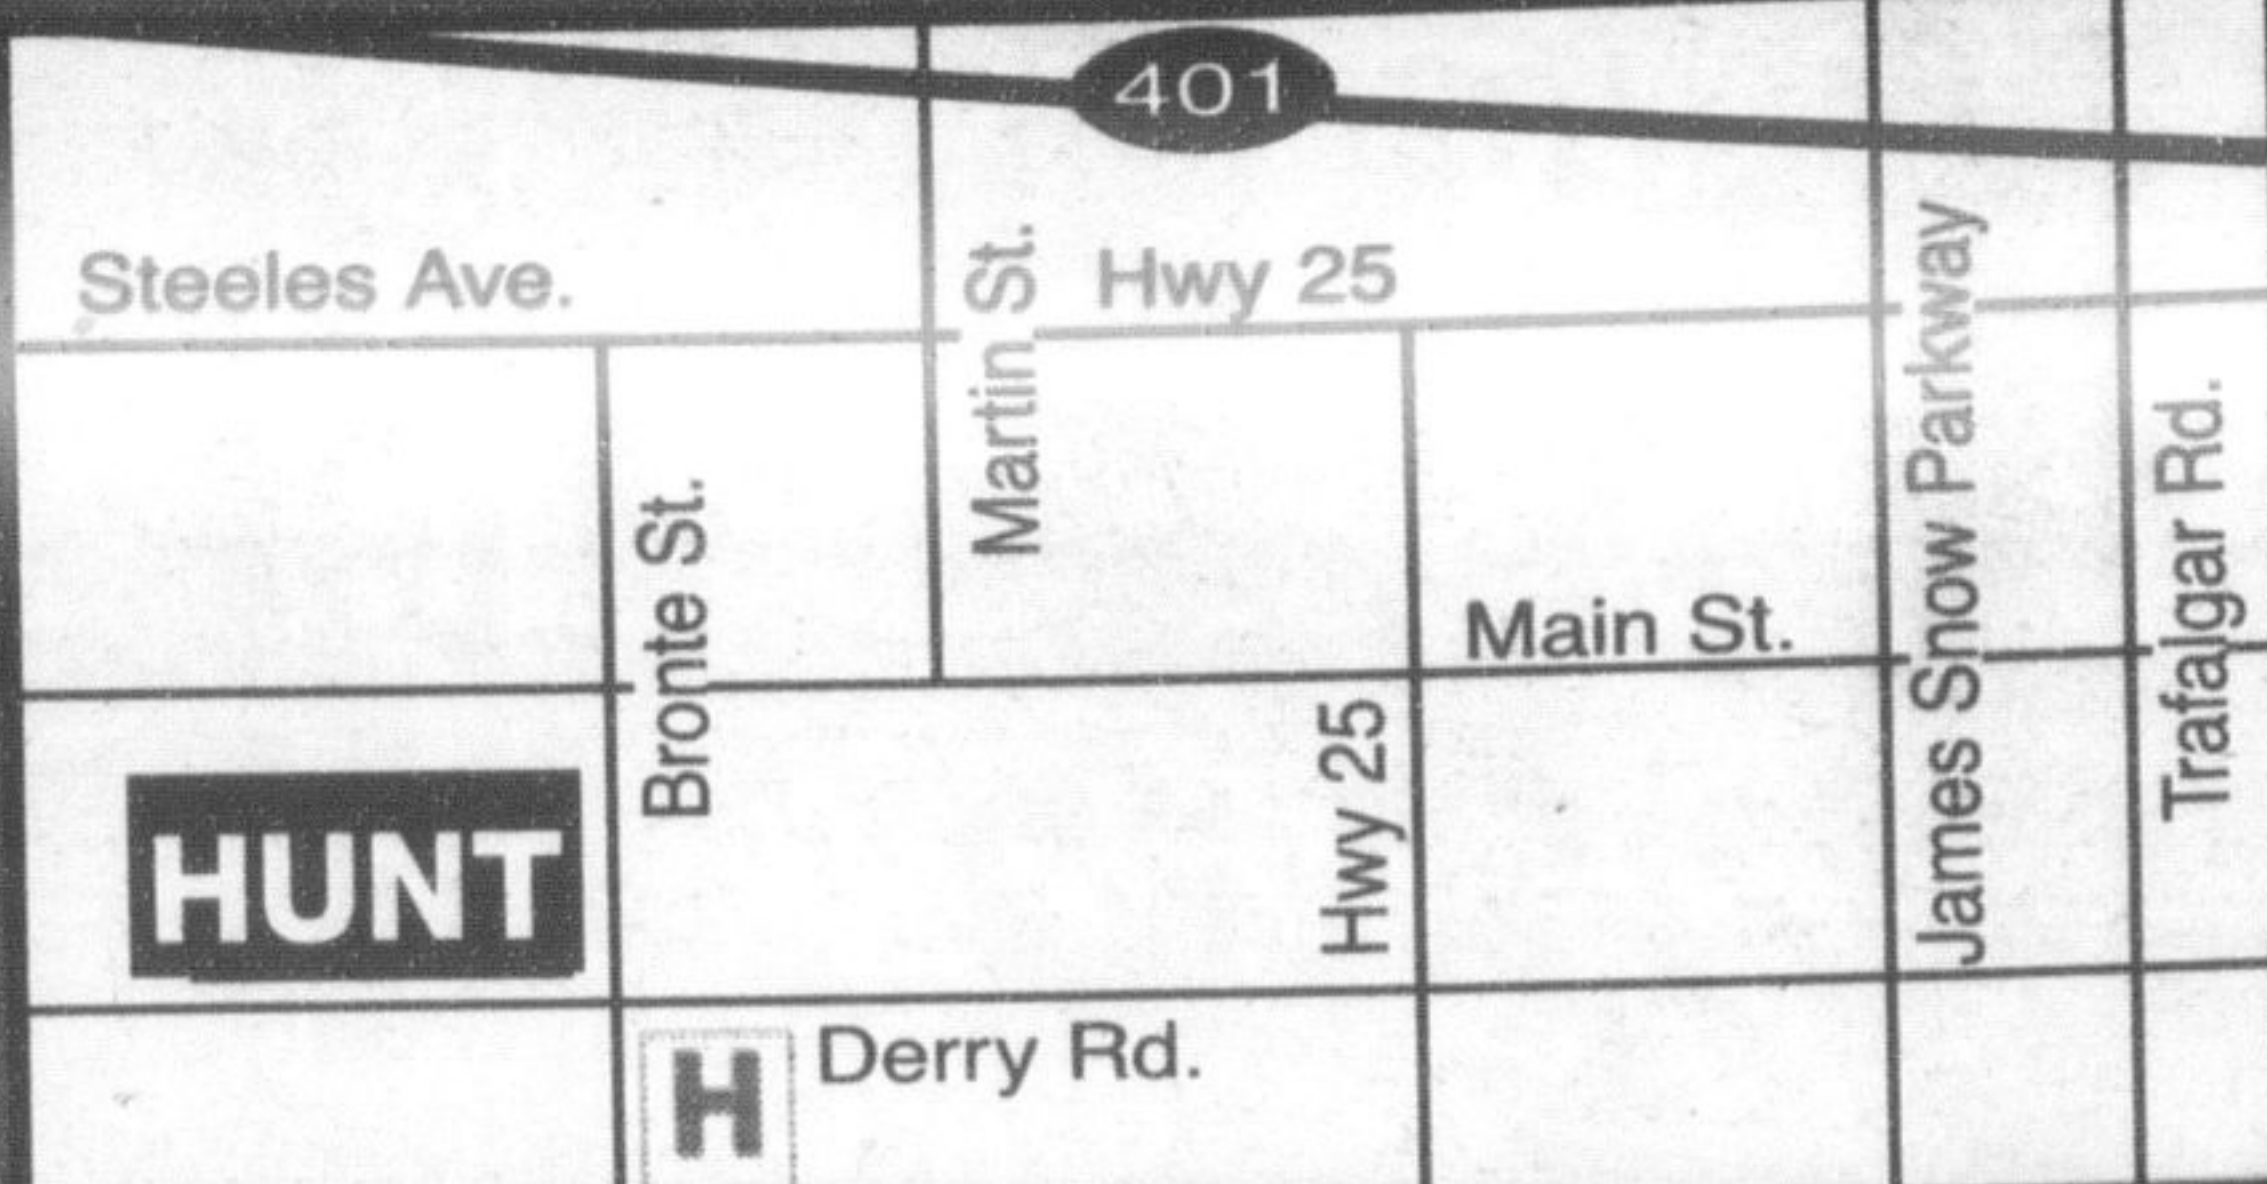 401
Steeles Ave.
Martin St.
Hwy 25
James Snow Parkway
Trafalgar Rd.
Bronte St.
Main St.
Hwy 25
HUNT
H
Derry Rd.